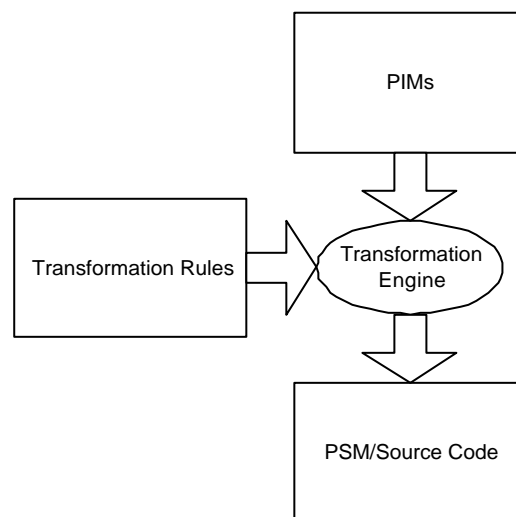 PIMs
Transformation Rules
Transformation
Engine
PSM/Source Code